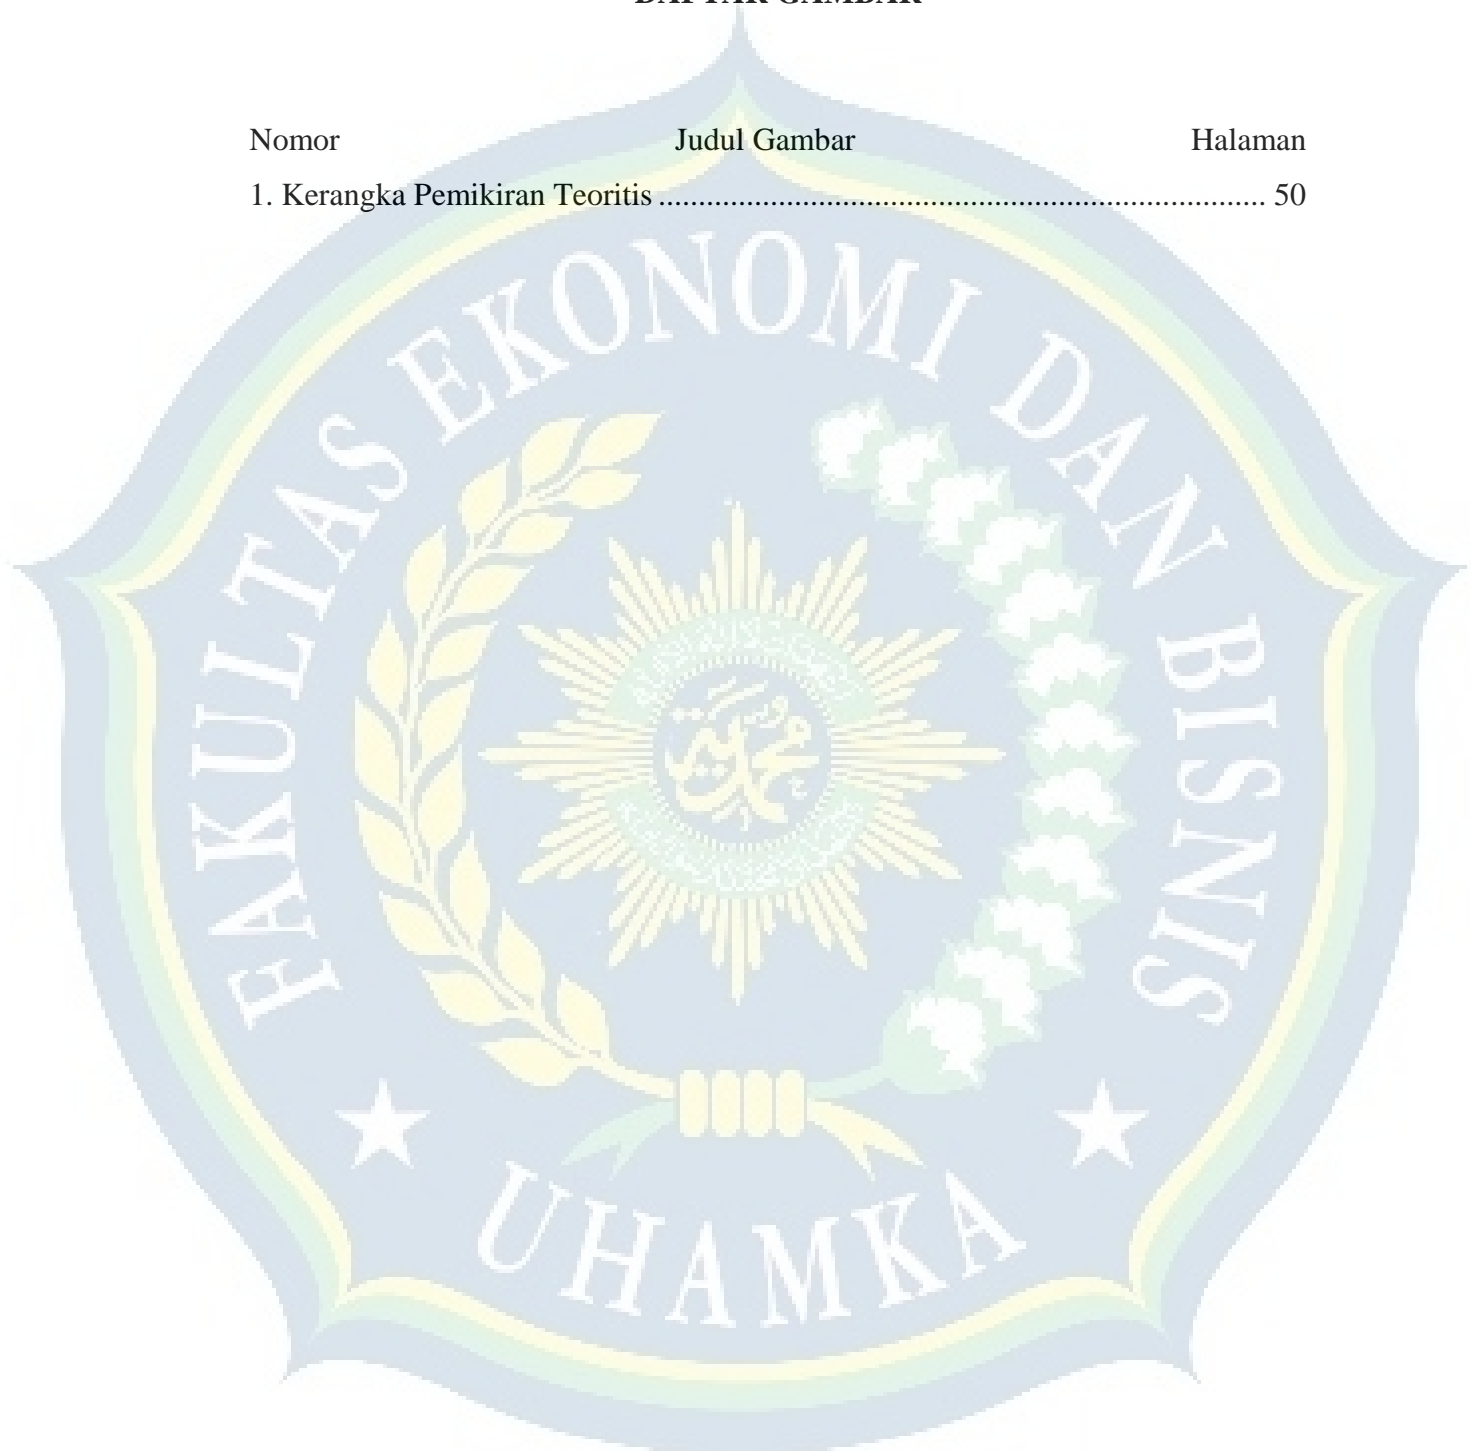 DAFTAR GAMBAR
Nomor Judul Gambar Halaman
1. Kerangka Pemikiran Teoritis ............................................................................ 50
FAKULTAS EKONOMI DAN BISNIS
UHAMKA